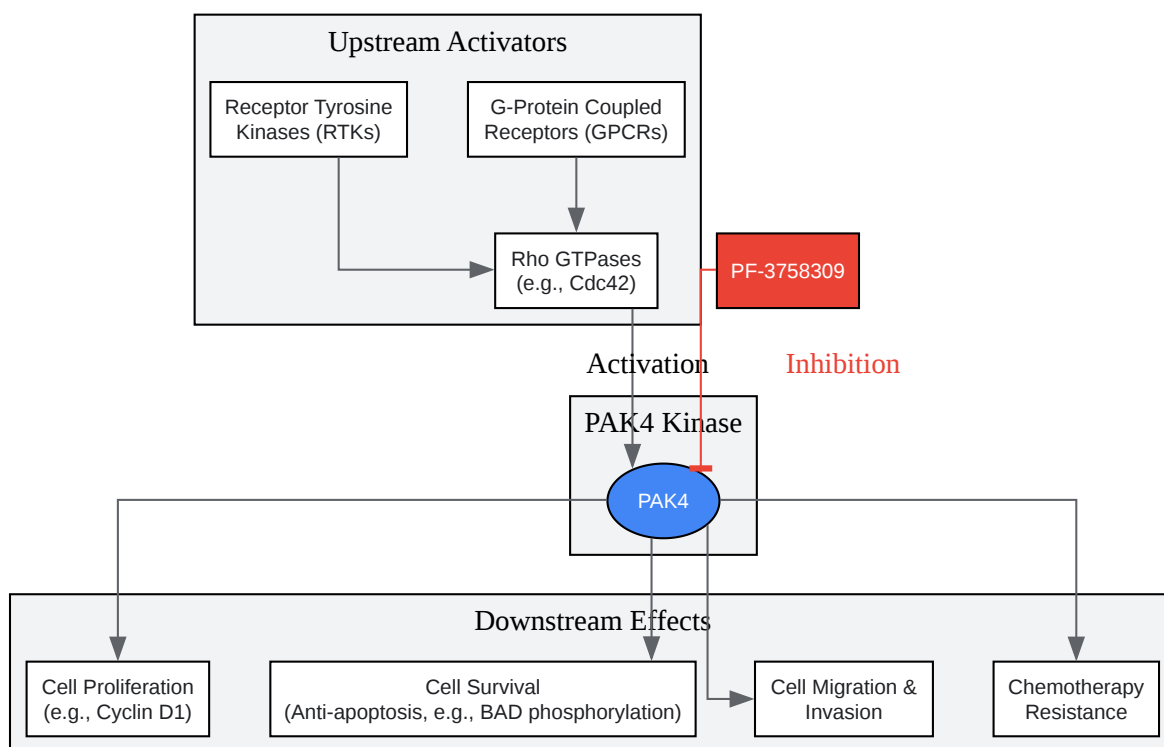 Upstream Activators
Receptor Tyrosine
Kinases (RTKs)
G-Protein Coupled
Receptors (GPCRs)
Rho GTPases
(e.g., Cdc42)
PF-3758309
Activation
Inhibition
PAK4 Kinase
PAK4
Downstream Effects
Cell Proliferation
(e.g., Cyclin D1)
Cell Survival
(Anti-apoptosis, e.g., BAD phosphorylation)
Cell Migration &
Invasion
Chemotherapy
Resistance